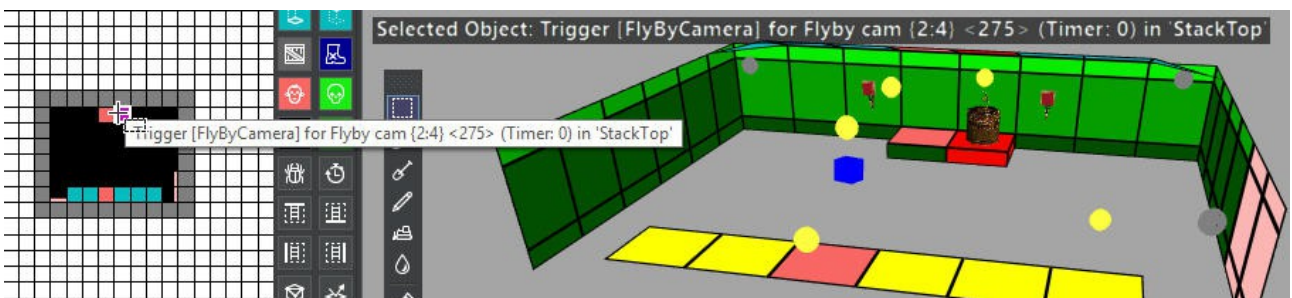 Selected Object: Trigger [FlyByCamera] for Flyby cam {2:4} <275> (Timer: 0) in 'StackTop'
Trigger [FlyByCamera] for Flyby cam {2:4} <275> (Timer: 0) in 'StackTop'